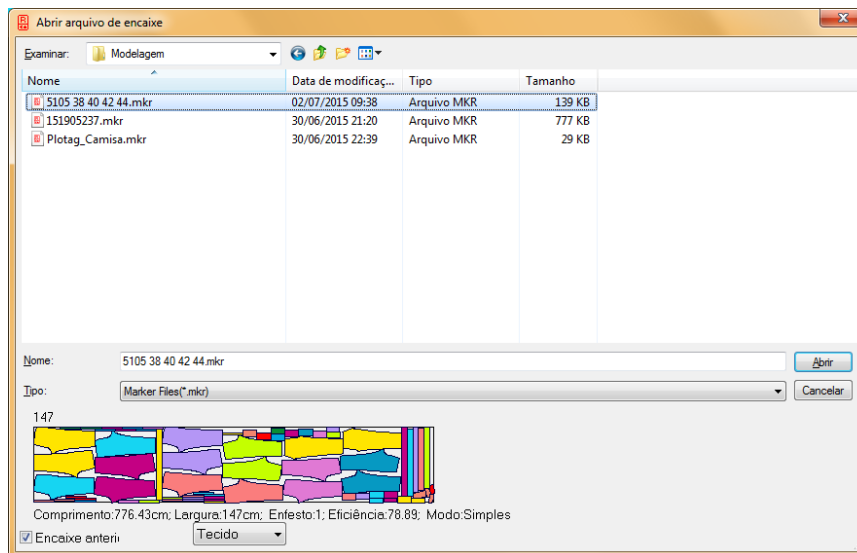 Abrir arquivo de encaixe
Examinar: Modelagem
Nome Data de modificaç... Tipo Tamanho
5105 38 40 42 44.mkr 02/07/2015 09:38 Arquivo MKR 139 KB
151905237.mkr 30/06/2015 21:20 Arquivo MKR 777 KB
Plotag_Camisa.mkr 30/06/2015 22:39 Arquivo MKR 29 KB
Nome: 5105 38 40 42 44.mkr Abrir
Tipo: Marker Files(*.mkr) Cancelar
147
Comprimento:776.43cm; Largura:147cm; Enfesto:1; Eficiência:78.89; Modo:Simples
Encaixe anteri Tecido